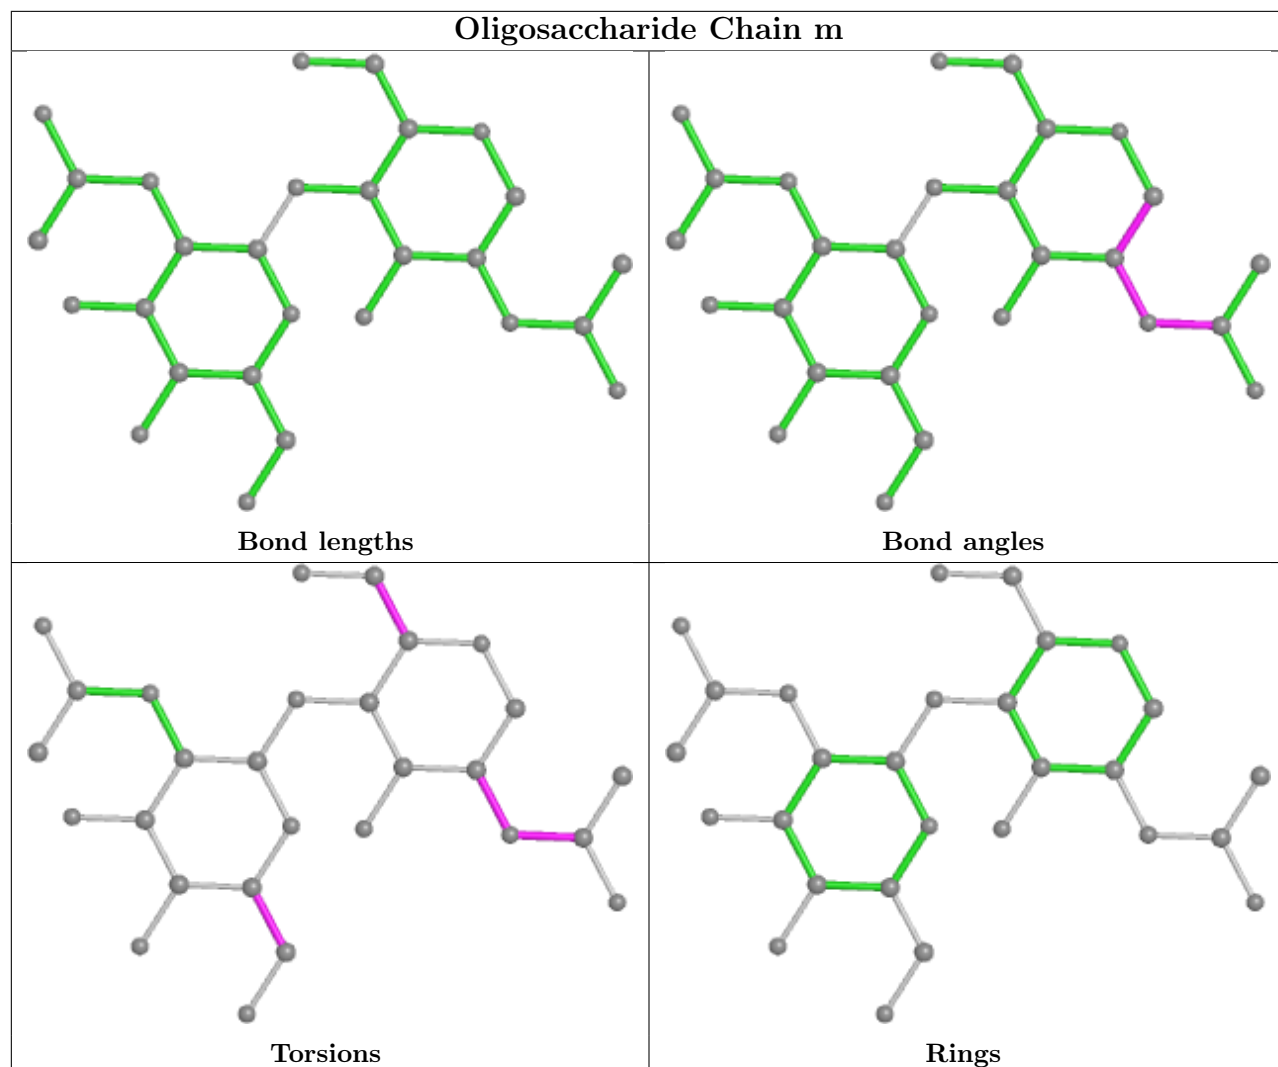 Oligosaccharide Chain m
Bond lengths
Bond angles
Torsions
Rings